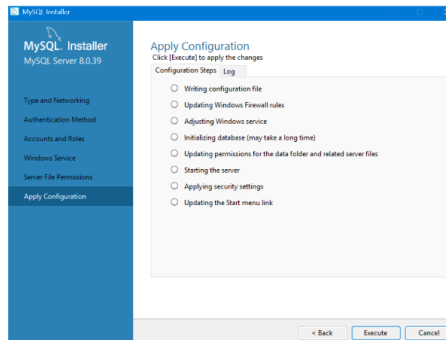 MySQL Installer
MySQL. Installer
MySQL Server 8.0.39
Type and Networking
Authentication Method
Accounts and Roles
Windows Service
Server File Permissions
Apply Configuration
Apply Configuration
Click [Execute] to apply the changes
Configuration Steps Log
Writing configuration file
Updating Windows Firewall rules
Adjusting Windows service
Initializing database (may take a long time)
Updating permissions for the data folder and related server files
Starting the server
Applying security settings
Updating the Start menu link
< Back Execute Cancel